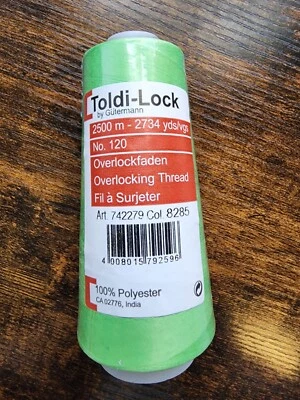 Toldi-Lock
by Gütermann
2500 m - 2734 yds/vgs
No. 120
Overlockfaden
Overlocking Thread
Fil à Surjeter
Art. 742279 Col. 8285
4 008015 792596
100% Polyester
CA 02776, India